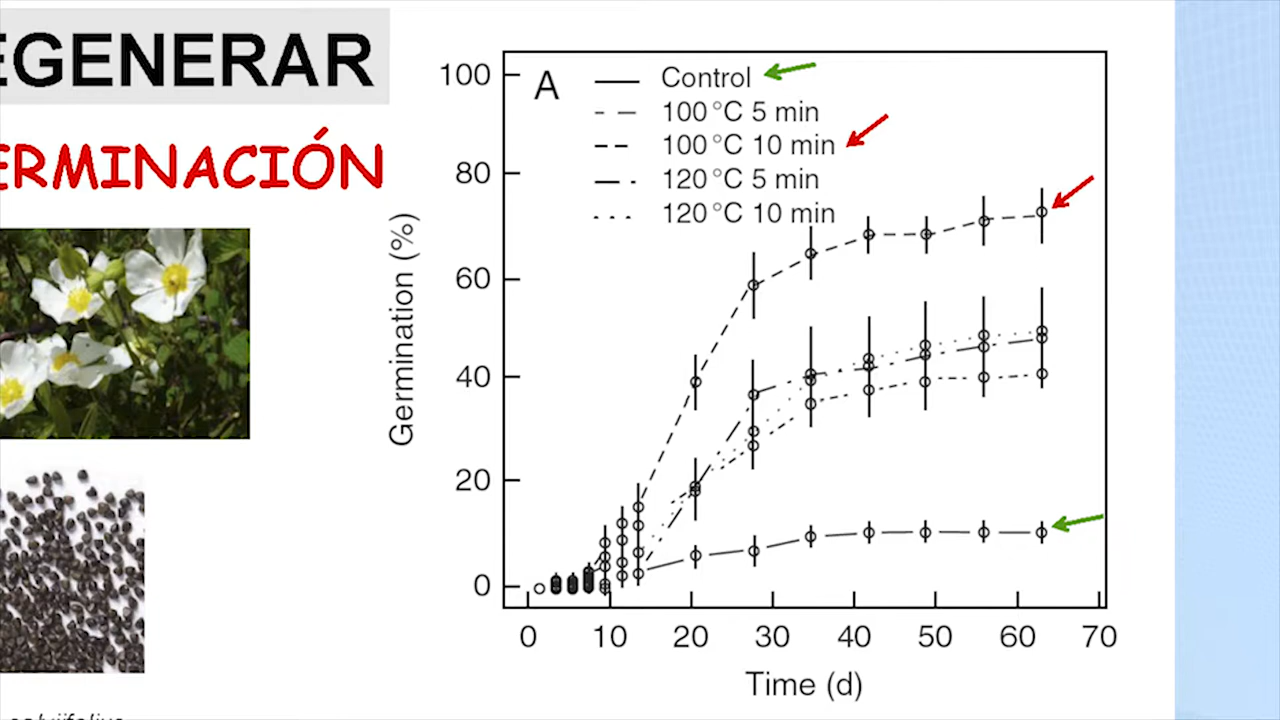 EGENERAR
ERMINACIÓN
A
Control
100 °C 5 min
100 °C 10 min
120 °C 5 min
120 °C 10 min
Germination (%)
100
80
60
40
20
0
0 10 20 30 40 50 60 70
Time (d)